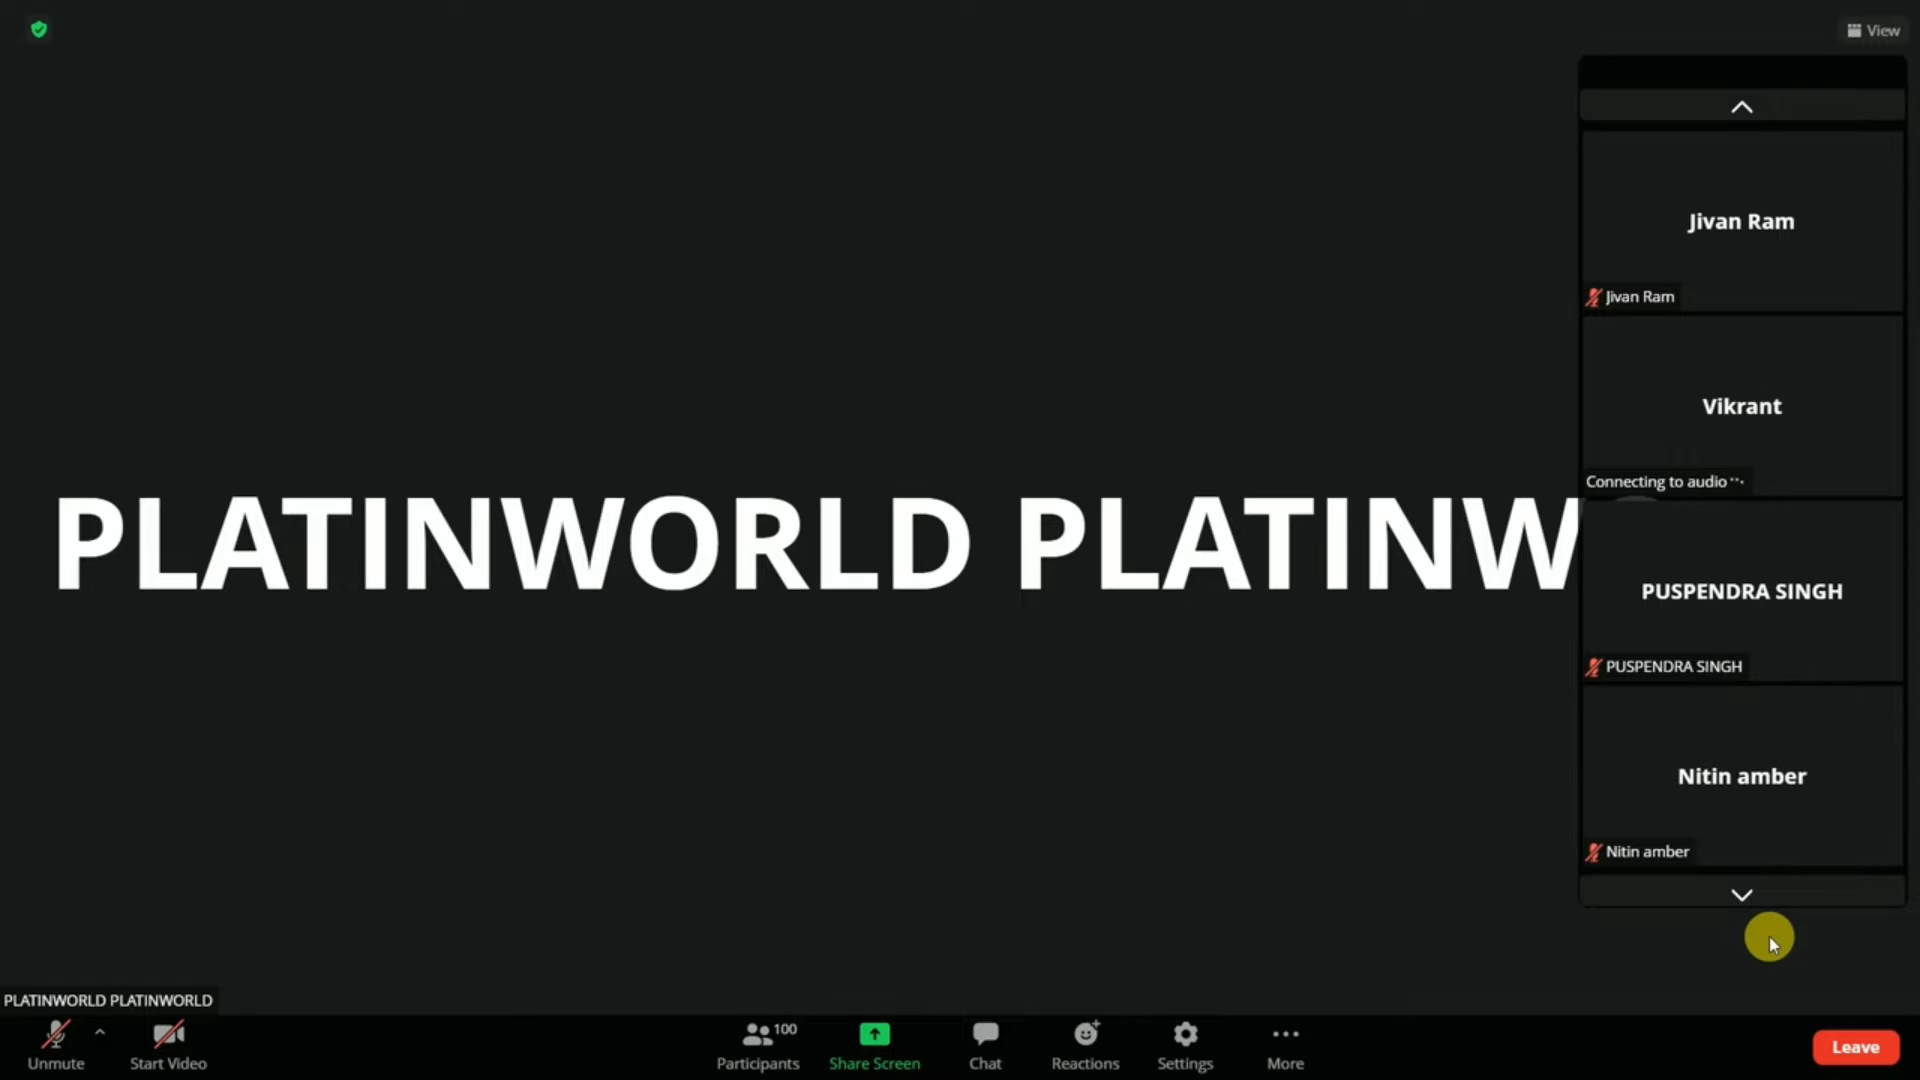 View
Jivan Ram
Jivan Ram
Vikrant
Connecting to audio
PLATINWORLD PLATINW
PUSPENDRA SINGH
PUSPENDRA SINGH
Nitin amber
Nitin amber
PLATINWORLD PLATINWORLD
Unmute
Start Video
100
Participants
Share Screen
Chat
Reactions
Settings
More
Leave